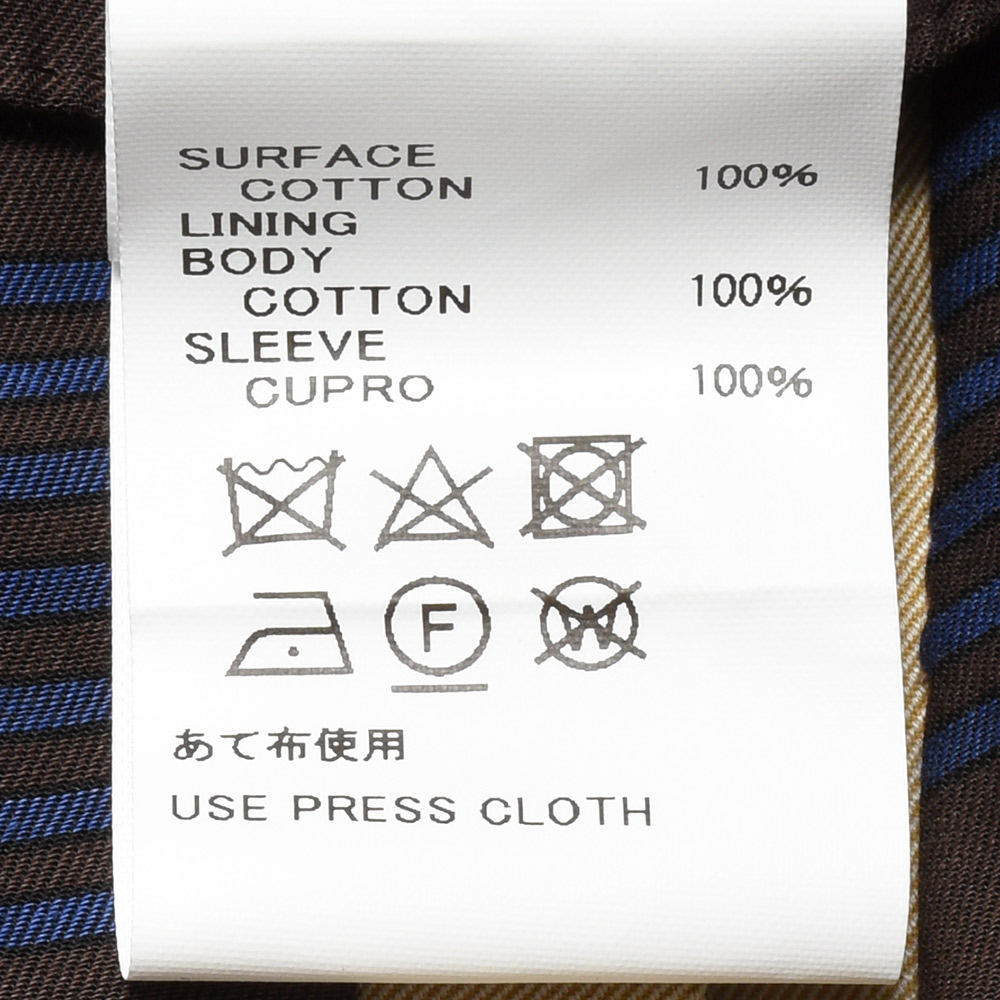 SURFACE
COTTON 100%
LINING
BODY
COTTON 100%
SLEEVE
CUPRO 100%
F W
あて布使用
USE PRESS CLOTH